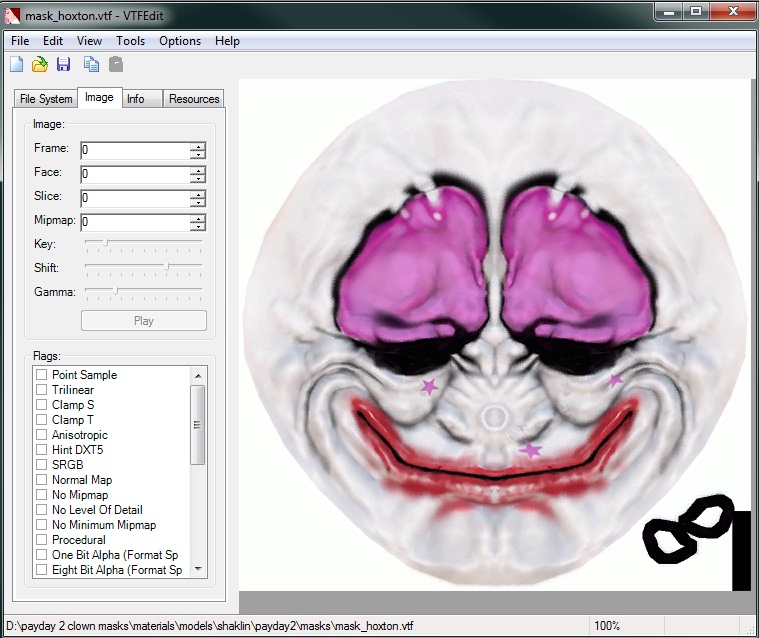 mask_hoxton.vtf - VTFEdit
File Edit View Tools Options Help
File System Image Info Resources
Image:
Frame: 0
Face: 0
Slice: 0
Mipmap: 0
Key:
Shift:
Gamma:
Play
Flags:
Point Sample
Trilinear
Clamp S
Clamp T
Anisotropic
Hint DXT5
SRGB
Normal Map
No Mipmap
No Level Of Detail
No Minimum Mipmap
Procedural
One Bit Alpha (Format Sp
Eight Bit Alpha (Format Sp
D:\payday 2 clown masks\materials\models\shaklin\payday2\masks\mask_hoxton.vtf 100%